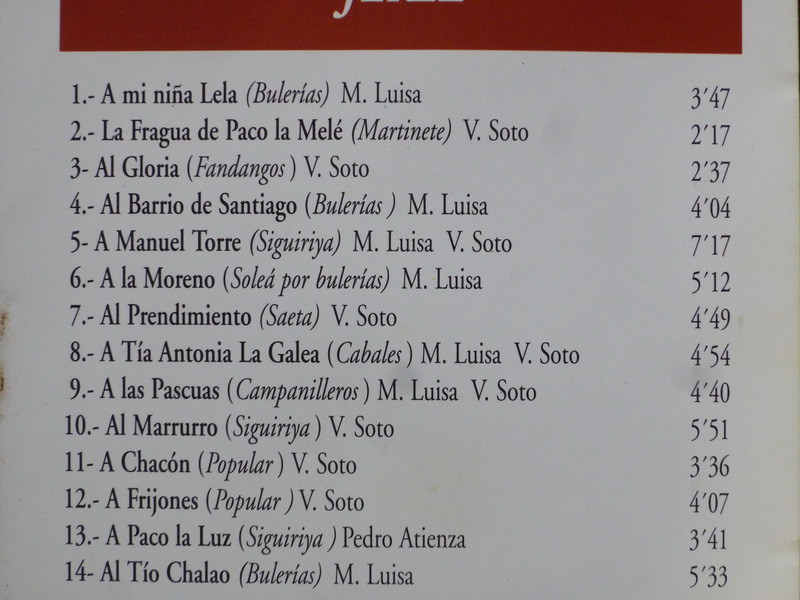 1.- A mi niña Lela (Bulerías) M. Luisa 3'47
2.- La Fragua de Paco la Melé (Martinete) V. Soto 2'17
3- Al Gloria (Fandangos ) V. Soto 2'37
4.- Al Barrio de Santiago (Bulerías ) M. Luisa 4'04
5- A Manuel Torre (Siguiriya) M. Luisa V. Soto 7'17
6.- A la Moreno (Soleá por bulerías) M. Luisa 5'12
7.- Al Prendimiento (Saeta) V. Soto 4'49
8.- A Tía Antonia La Galea (Cabales ) M. Luisa V. Soto 4'54
9.- A las Pascuas (Campanilleros ) M. Luisa V. Soto 4'40
10.- Al Marrurro (Siguiriya ) V. Soto 5'51
11- A Chacón (Popular ) V. Soto 3'36
12.- A Frijones (Popular ) V. Soto 4'07
13.- A Paco la Luz (Siguiriya ) Pedro Atienza 3'41
14- Al Tío Chalao (Bulerías) M. Luisa 5'33